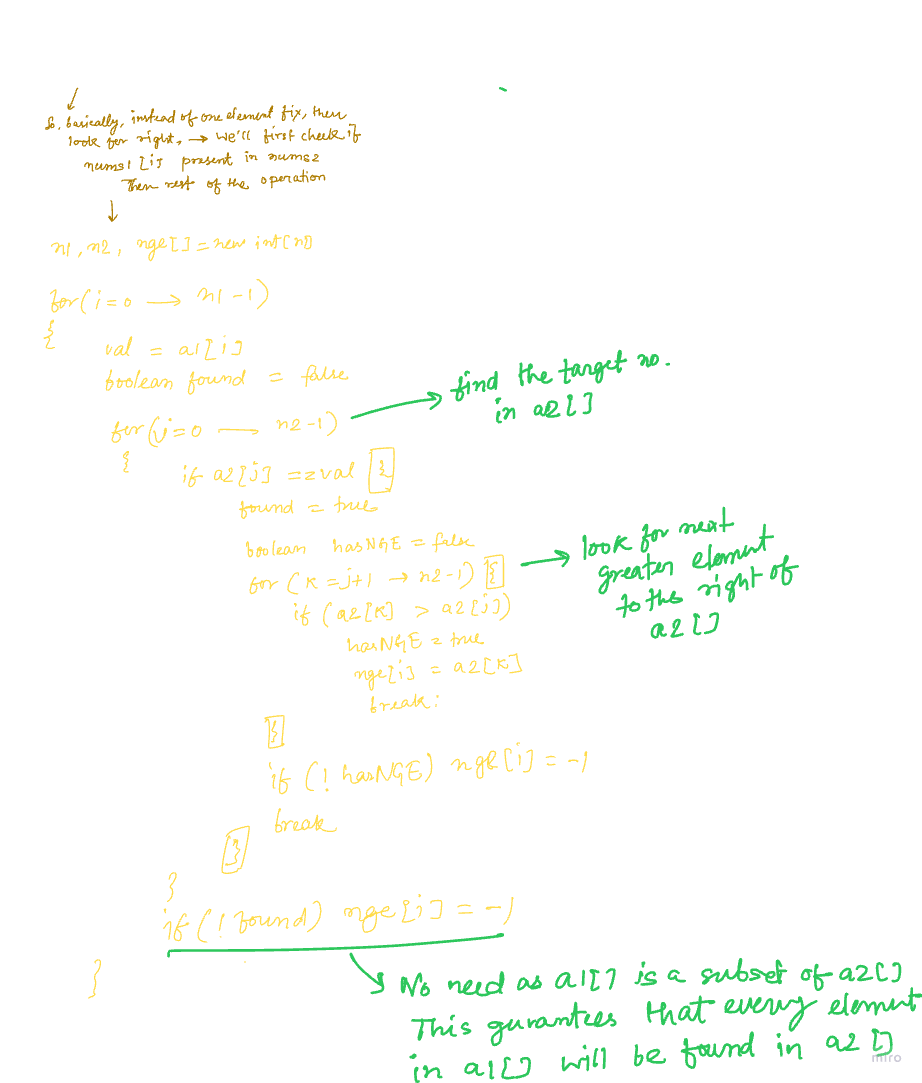 So, basically, instead of one element fix, then
look for right, → we'll first check if
nums1 [i] present in nums2
Then rest of the operation
n1, n2, nge[] = new int[n]
for(i=0 → n1-1)
{
val = a1[i]
boolean found = false
for(j=0 — n2-1)
find the target no.
in a2[]
{
if a2[j] == val {
found = true
boolean hasNGE = false
for (k=j+1 → n2-1) {
look for next
greater element
to the right of
a2[]
if (a2[k] > a2[j])
hasNGE = true
nge[i] = a2[k]
break;
}
if (! hasNGE) nge[i] = -1
break
}
}
if (! found) nge[i] = -1
}
No need as a1[] is a subset of a2[]
This gurantees that every element
in a1[] will be found in a2[]
miro